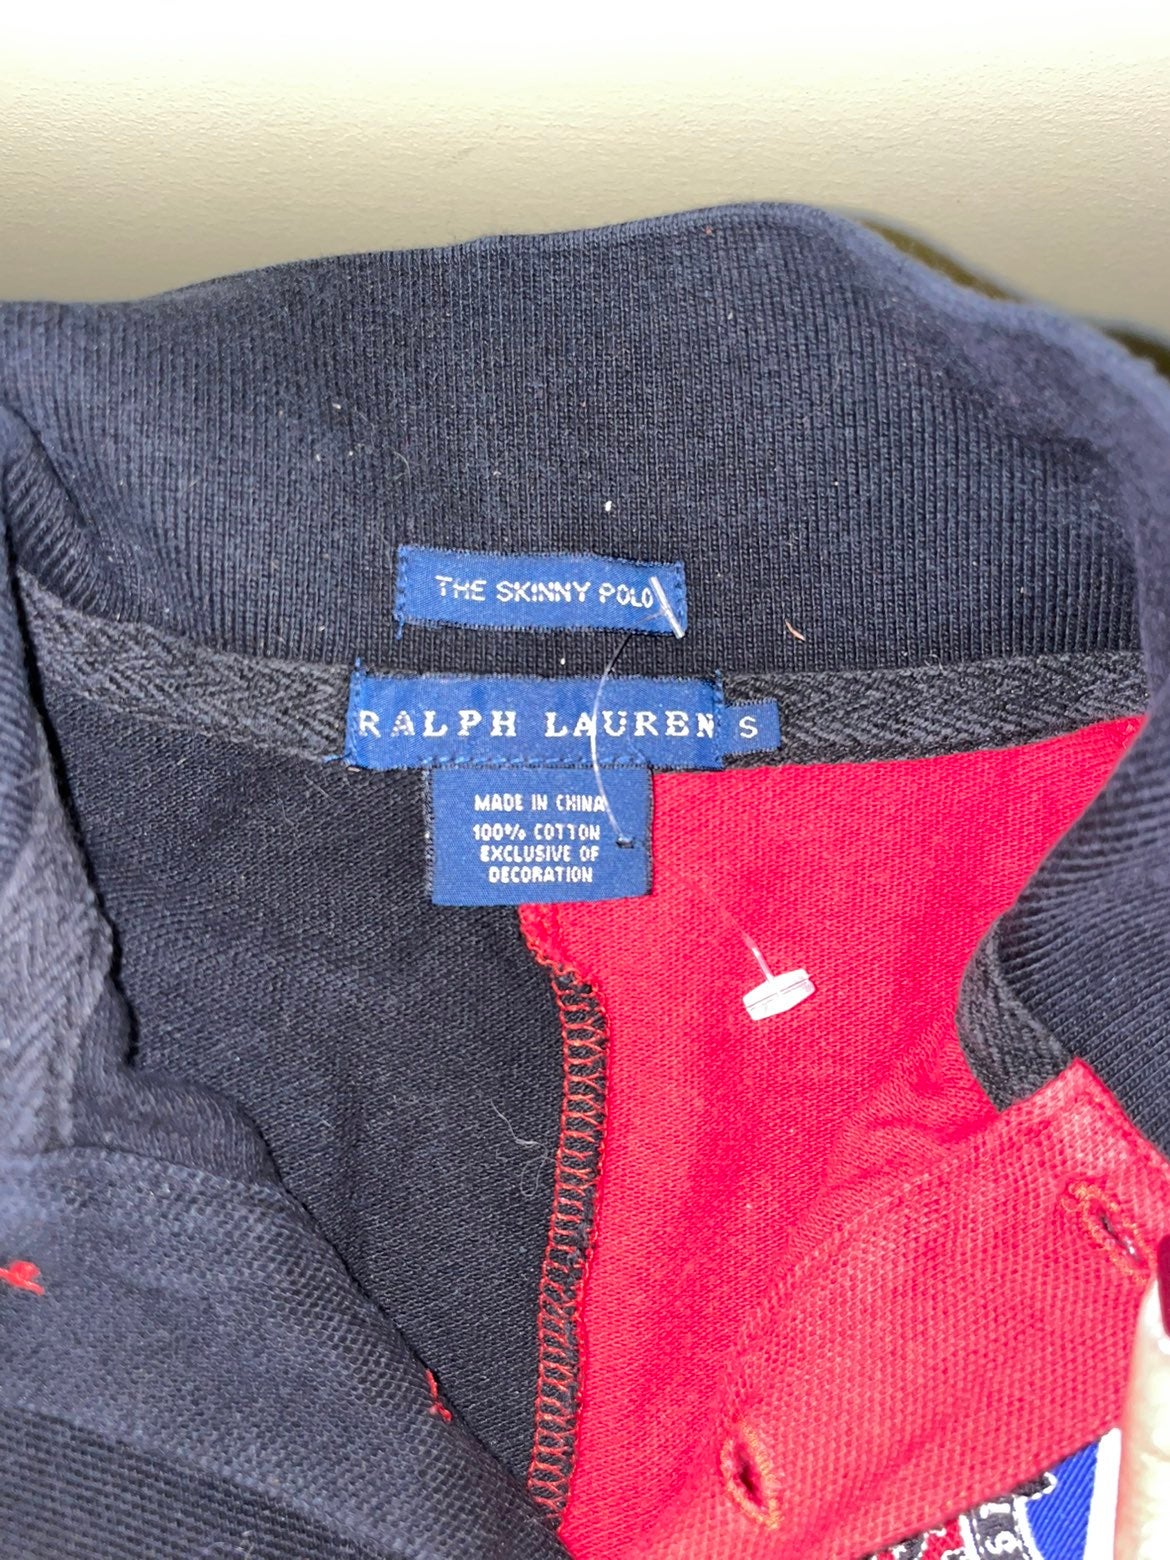 THE SKINNY POLO
RALPH LAUREN S
MADE IN CHINA
100% COTTON
EXCLUSIVE OF
DECORATION